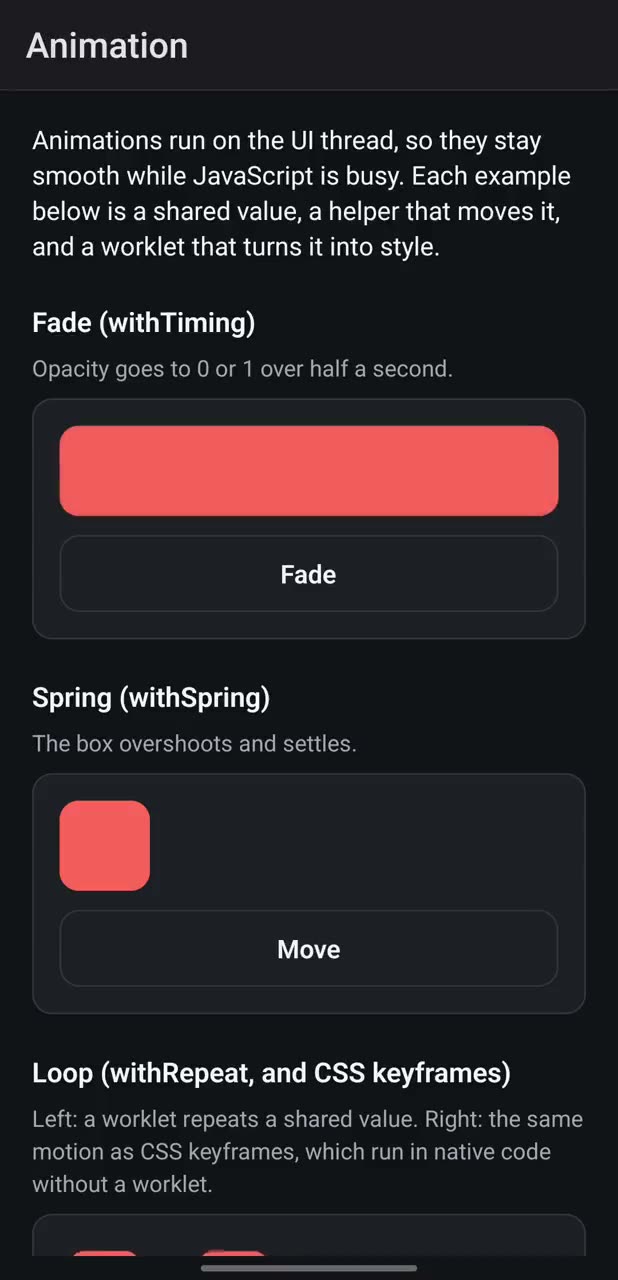 Animation
Animations run on the UI thread, so they stay
smooth while JavaScript is busy. Each example
below is a shared value, a helper that moves it,
and a worklet that turns it into style.
Fade (withTiming)
Opacity goes to 0 or 1 over half a second.
Fade
Spring (withSpring)
The box overshoots and settles.
Move
Loop (withRepeat, and CSS keyframes)
Left: a worklet repeats a shared value. Right: the same
motion as CSS keyframes, which run in native code
without a worklet.